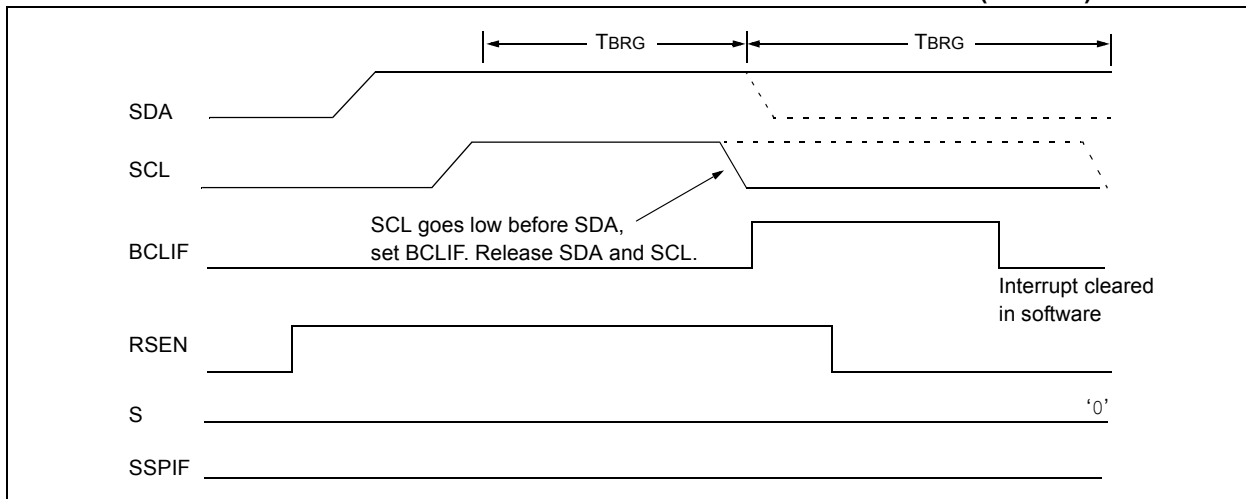 TBRG TBRG
SDA
SCL
SCL goes low before SDA,
set BCLIF. Release SDA and SCL.
BCLIF
Interrupt cleared
in software
RSEN
S
‘0’
SSPIF